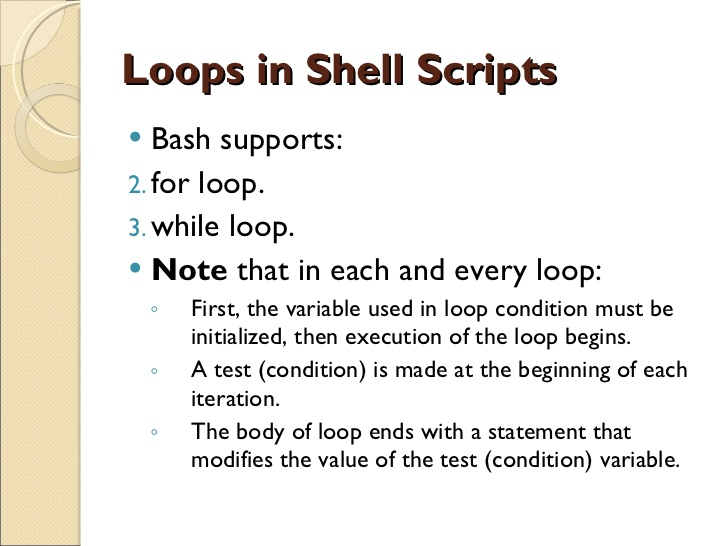 Loops in Shell Scripts
• Bash supports:
2. for loop.
3. while loop.
• Note that in each and every loop:
◦ First, the variable used in loop condition must be
initialized, then execution of the loop begins.
◦ A test (condition) is made at the beginning of each
iteration.
◦ The body of loop ends with a statement that
modifies the value of the test (condition) variable.